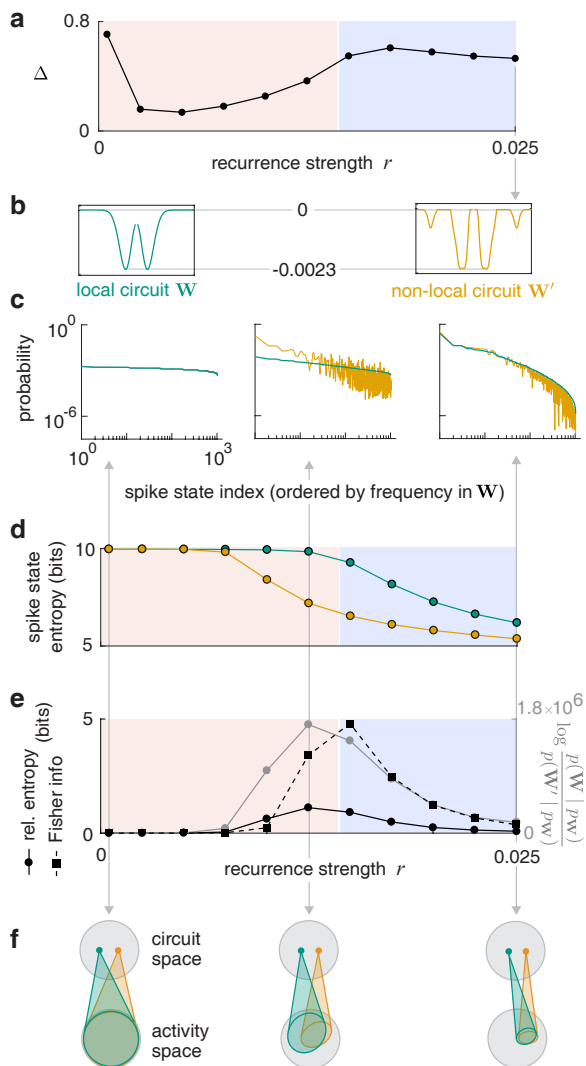 a
0.8
Δ
0
0
0.025
recurrence strength r
b
0
-0.0023
local circuit W
non-local circuit W′
c
10^0
probability
10^-6
10^0
10^3
spike state index (ordered by frequency in W)
d
10
spike state
entropy (bits)
5
e
5
rel. entropy (bits)
Fisher info
0
1.8×10^6
log p(W | p_W′) / p(W′ | p_W)
0
0
0.025
recurrence strength r
f
circuit
space
activity
space